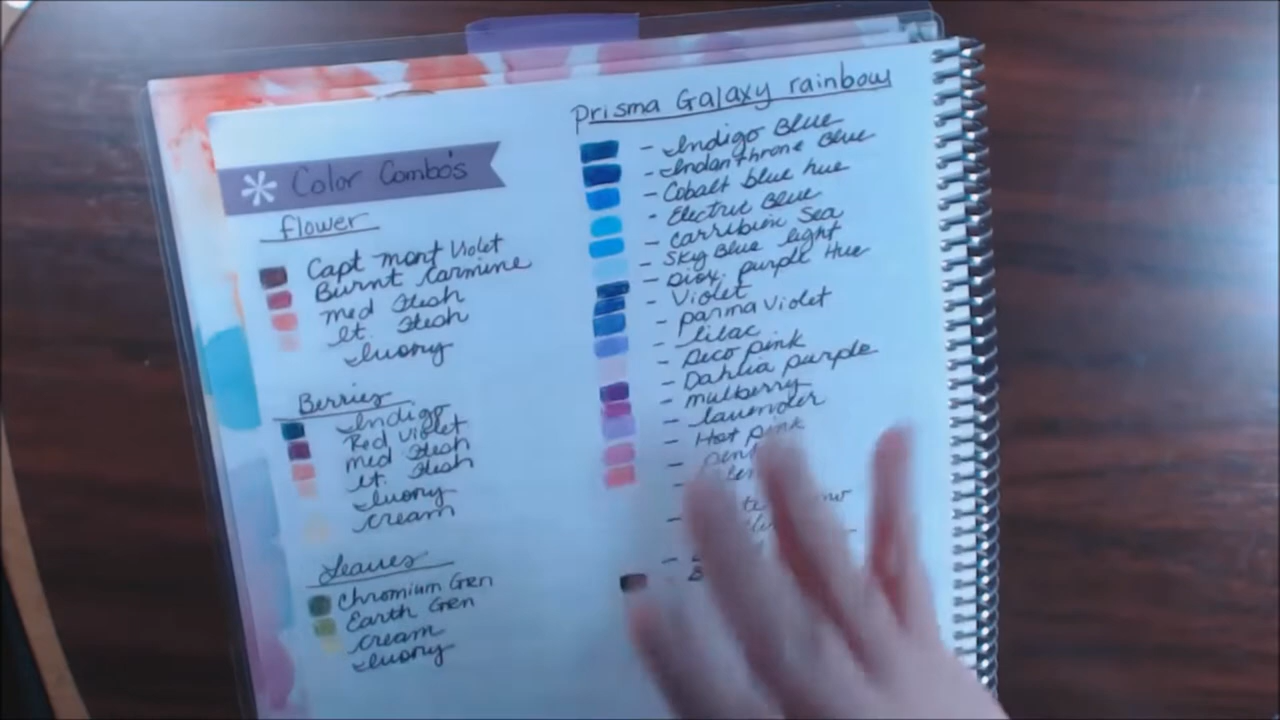 * Color Combo's
flower
Capt mont Violet
Burnt Carmine
med flesh
lt. flesh
Ivory
Berries
Indigo
Red violet
med flesh
lt. flesh
Ivory
cream
Leaves
Chromium Gren
Earth Gren
cream
Ivory
Prisma Galaxy rainbow
- Indigo Blue
- Indanthrone Blue
- Cobalt blue hue
- Electric Blue
- Carribien Sea
- Sky Blue light
- Diox. purple Hue
- Violet
- parma violet
- lilac
- Deco pink
- Dahlia purple
- mulberry
- lavender
- Hot pink